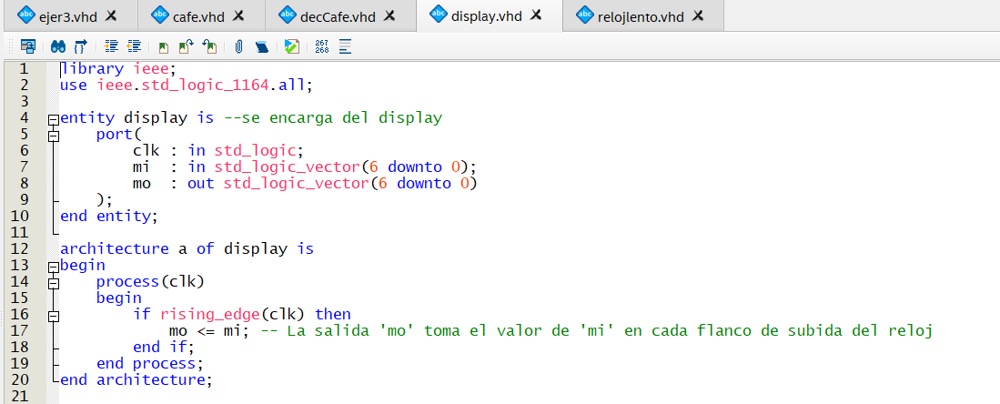 ejer3.vhd
cafe.vhd
decCafe.vhd
display.vhd
relojlento.vhd
267
268
1 library ieee;
2 use ieee.std_logic_1164.all;
3
4 entity display is --se encarga del display
5 port(
6 clk : in std_logic;
7 mi : in std_logic_vector(6 downto 0);
8 mo : out std_logic_vector(6 downto 0)
9 );
10 end entity;
11
12 architecture a of display is
13 begin
14 process(clk)
15 begin
16 if rising_edge(clk) then
17 mo <= mi; -- La salida 'mo' toma el valor de 'mi' en cada flanco de subida del reloj
18 end if;
19 end process;
20 end architecture;
21